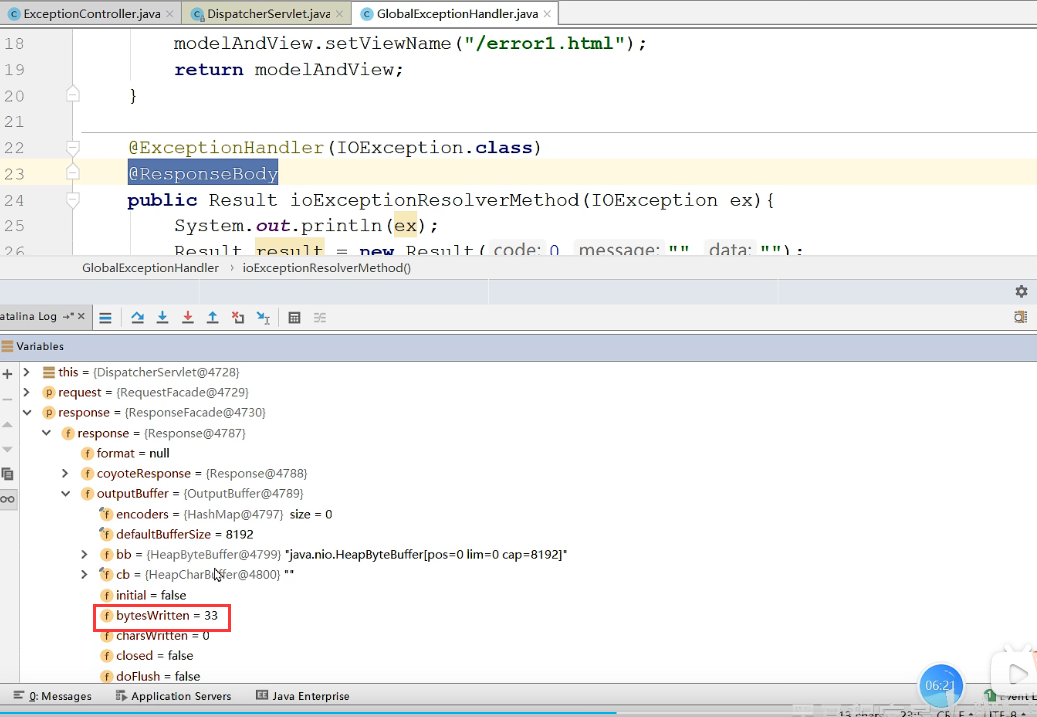 ExceptionController.java × DispatcherServlet.java × GlobalExceptionHandler.java ×
18 modelAndView.setViewName("/error1.html");
19 return modelAndView;
20 }
21
22 @ExceptionHandler(IOException.class)
23 @ResponseBody
24 public Result ioExceptionResolverMethod(IOException ex){
25 System.out.println(ex);
26 Result result = new Result( code: 0, message: "", data: "");
GlobalExceptionHandler › ioExceptionResolverMethod()
atalina Log →* ×
Variables
this = {DispatcherServlet@4728}
request = {RequestFacade@4729}
response = {ResponseFacade@4730}
response = {Response@4787}
format = null
coyoteResponse = {Response@4788}
outputBuffer = {OutputBuffer@4789}
encoders = {HashMap@4797} size = 0
defaultBufferSize = 8192
bb = {HeapByteBuffer@4799} "java.nio.HeapByteBuffer[pos=0 lim=0 cap=8192]"
cb = {HeapCharBuffer@4800} ""
initial = false
bytesWritten = 33
charsWritten = 0
closed = false
doFlush = false
0: Messages Application Servers Java Enterprise
06:21